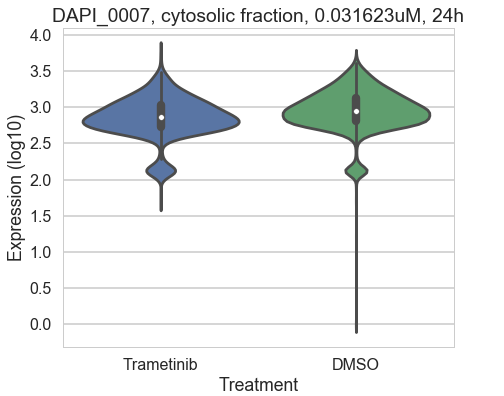 DAPI_0007, cytosolic fraction, 0.031623uM, 24h
4.0
3.5
3.0
2.5
2.0
1.5
1.0
0.5
0.0
Expression (log10)
Trametinib DMSO
Treatment